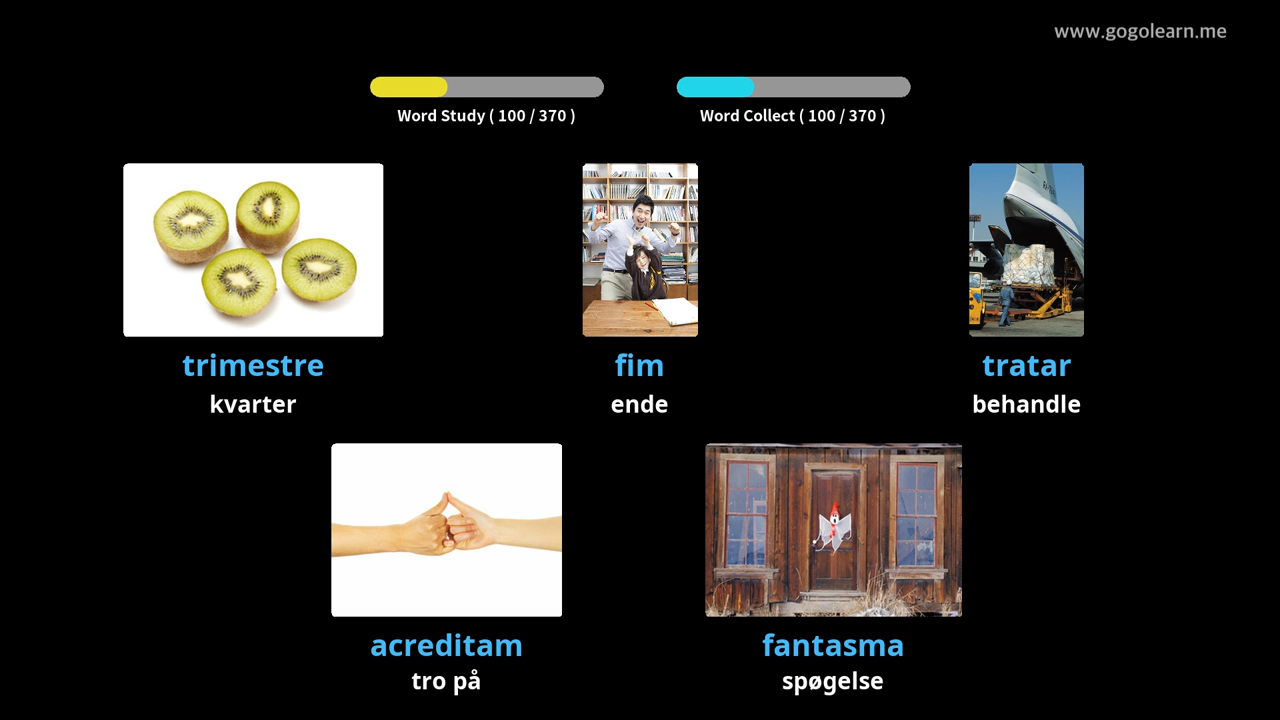 www.gogolearn.me
Word Study ( 100 / 370 )
Word Collect ( 100 / 370 )
trimestre
kvarter
fim
ende
tratar
behandle
acreditam
tro på
fantasma
spøgelse